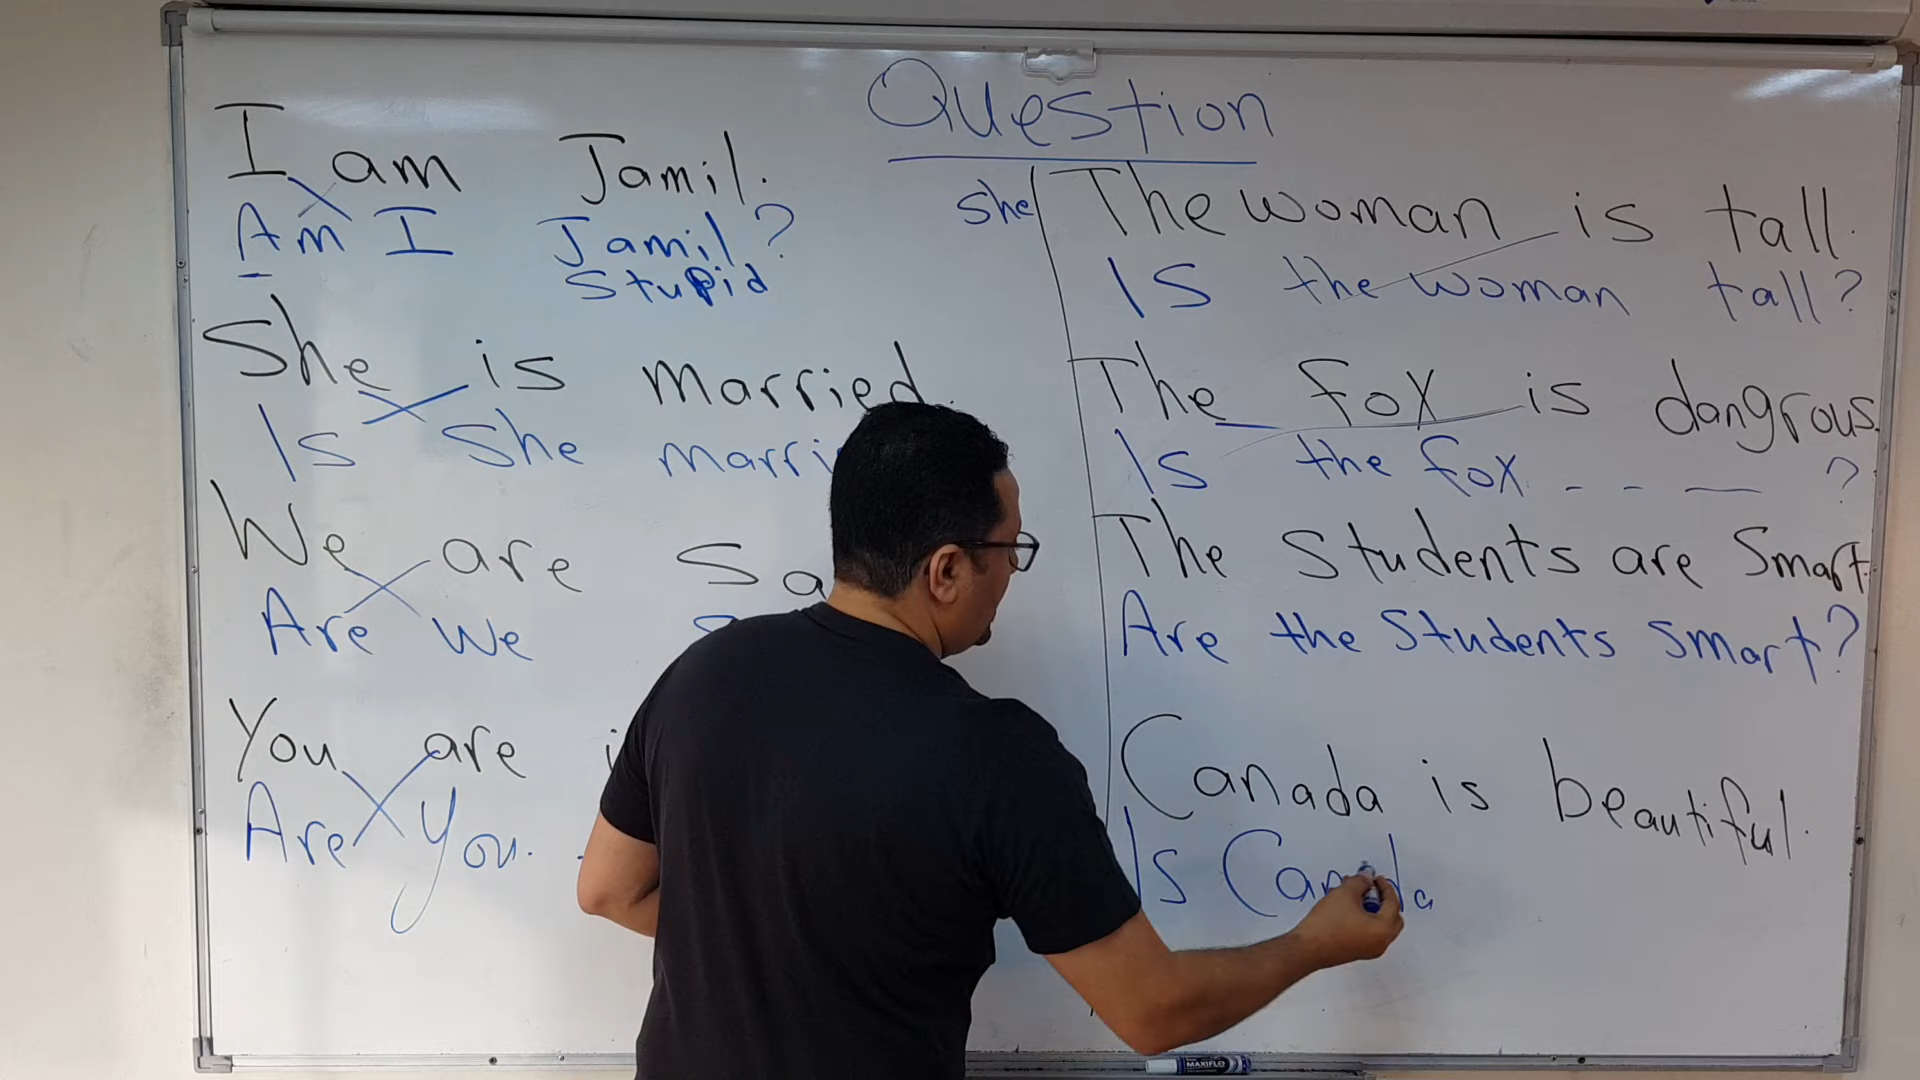 Question
I am Jamil.
Am I Jamil?
Stupid
She is married.
Is She
We are
Are We
You are
Are You
she
The woman is tall.
Is the woman tall?
The fox is dangrous.
Is the fox - - — ?
The Students are Smart.
Are the Students Smart?
Canada is beautiful.
Is Canada
MAXIFLO